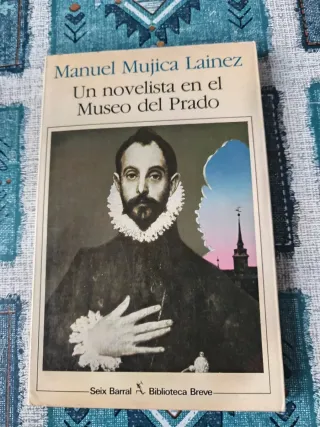 Manuel Mujica Lainez
Un novelista en el
Museo del Prado
Seix Barral Biblioteca Breve